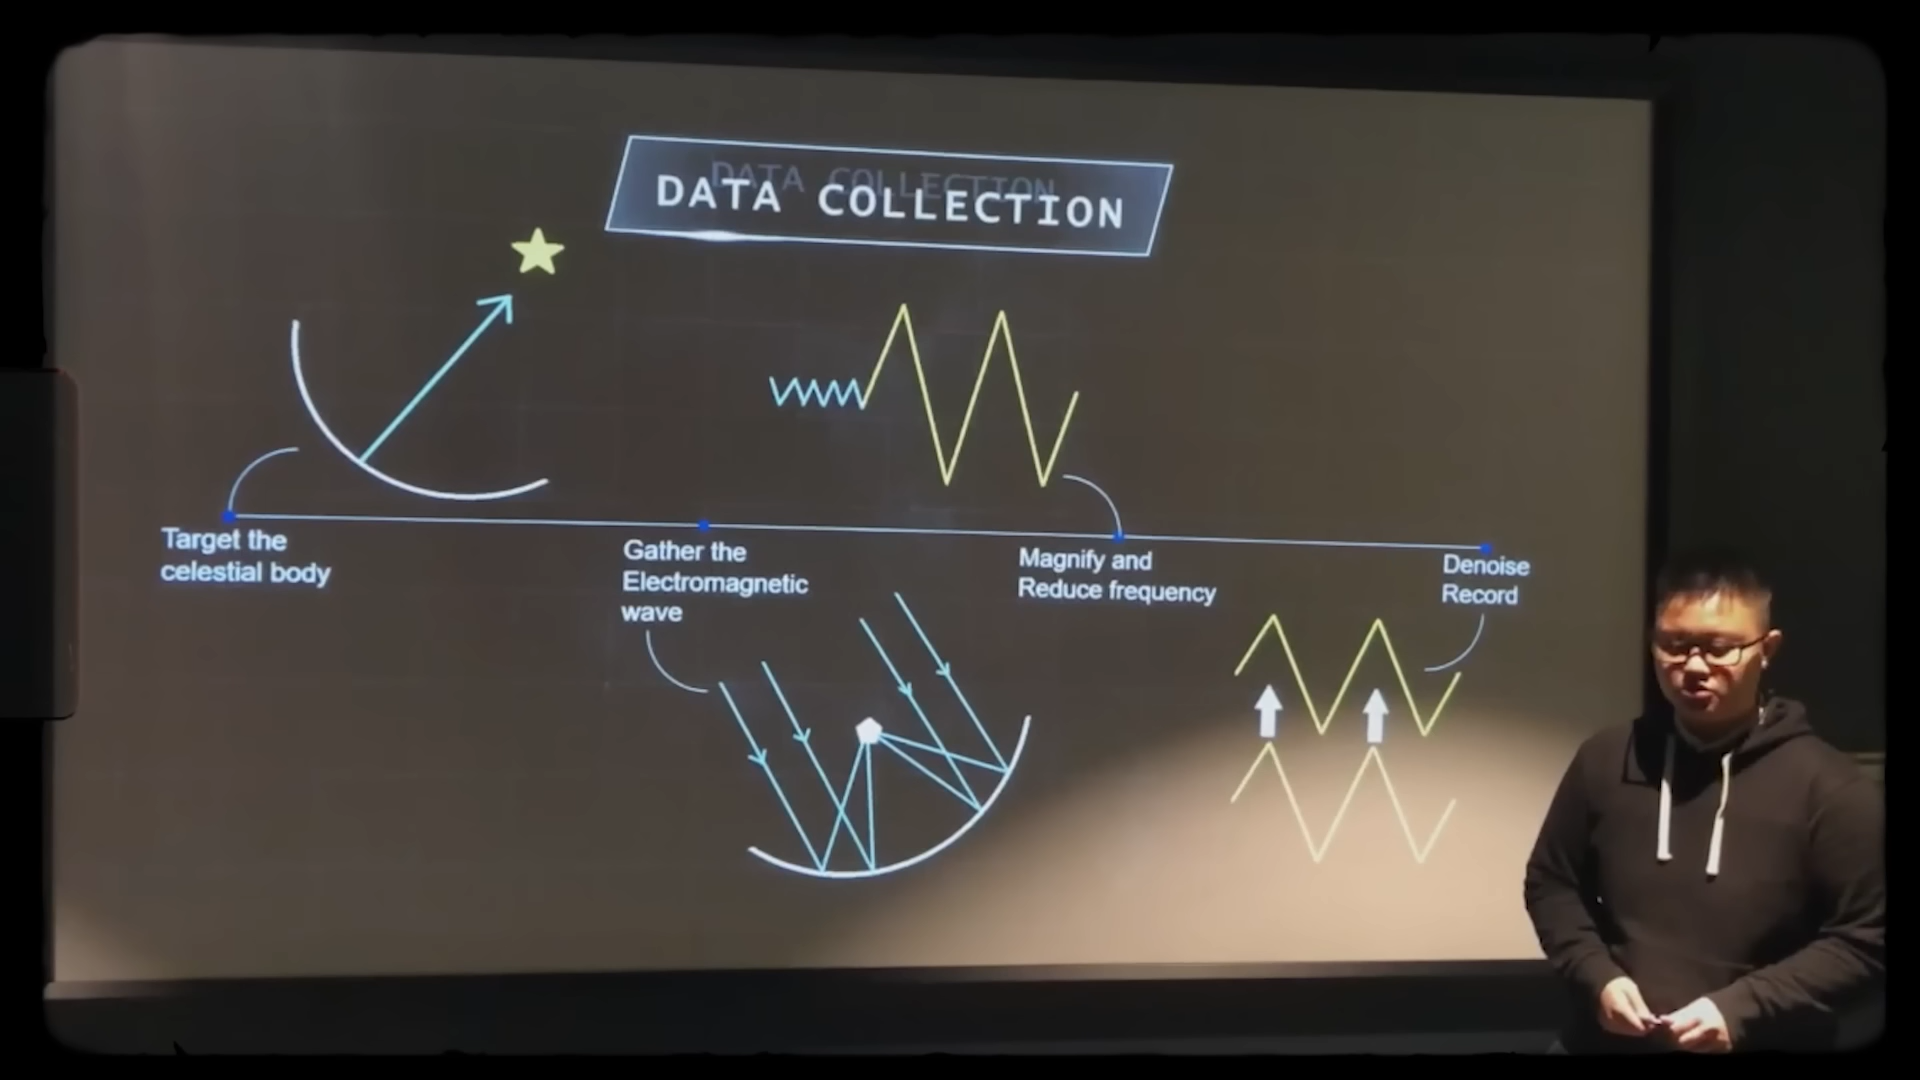 DATA COLLECTION
DATA COLLECTION
Target the
celestial body
Gather the
Electromagnetic
wave
Magnify and
Reduce frequency
Denoise
Record